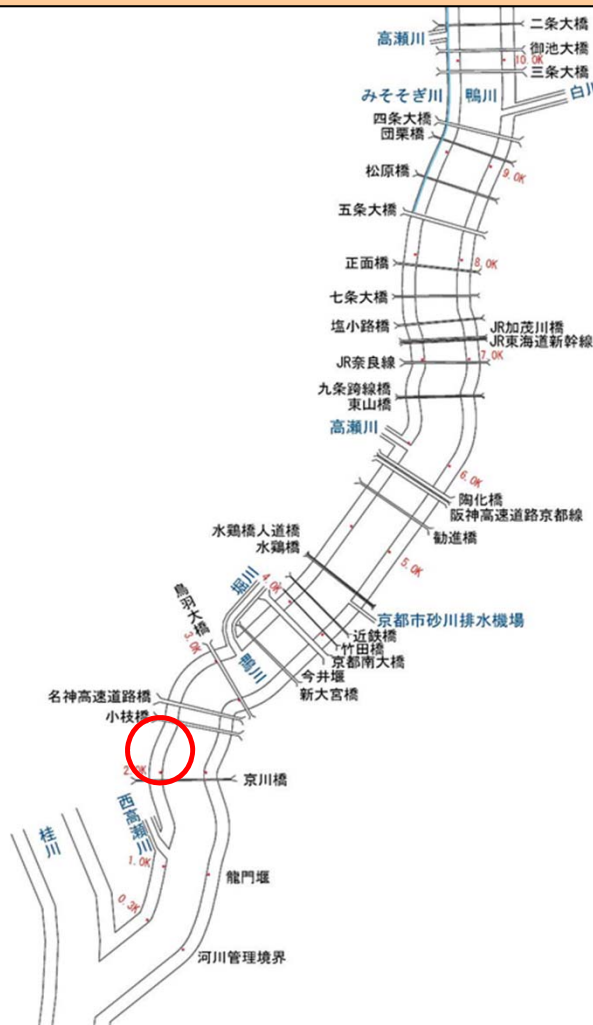 二条大橋
高瀬川
御池大橋
10.0K
三条大橋
みそそぎ川
鴨川
白川
四条大橋
団栗橋
松原橋
9.0K
五条大橋
正面橋
8.0K
七条大橋
塩小路橋
JR加茂川橋
JR東海道新幹線
JR奈良線
7.0K
九条跨線橋
東山橋
高瀬川
6.0K
陶化橋
阪神高速道路京都線
勧進橋
水鶏橋人道橋
水鶏橋
5.0K
堀川
4.0K
鳥羽大橋
3.0K
京都市砂川排水機場
近鉄橋
竹田橋
京都南大橋
鴨川
今井堰
新大宮橋
名神高速道路橋
小枝橋
2.0K
京川橋
西高瀬川
桂川
1.0K
龍門堰
0.3K
河川管理境界